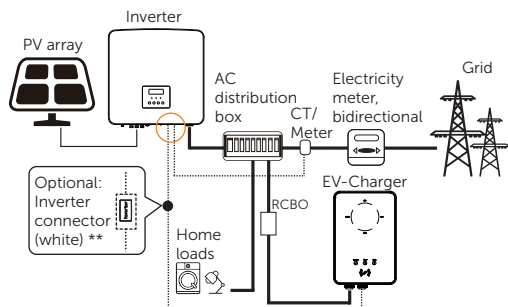 Inverter
PV array
AC
distribution
box
CT/
Meter
Electricity
meter,
bidirectional
Grid
Optional:
Inverter
connector
(white) **
Home
loads
RCBO
EV-Charger